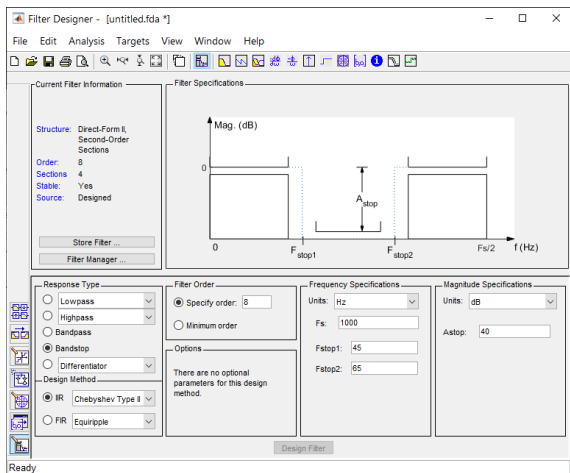 Filter Designer - [untitled.fda *]
File Edit Analysis Targets View Window Help
Current Filter Information
Structure: Direct-Form II,
Second-Order
Sections
Order: 8
Sections 4
Stable: Yes
Source: Designed
Store Filter ...
Filter Manager ...
Filter Specifications
Mag. (dB)
0
A stop
0 F stop1 F stop2 Fs/2 f (Hz)
Response Type
Lowpass
Highpass
Bandpass
Bandstop
Differentiator
Design Method
IIR Chebyshev Type II
FIR Equiripple
Filter Order
Specify order: 8
Minimum order
Options
There are no optional
parameters for this design
method.
Frequency Specifications
Units: Hz
Fs: 1000
Fstop1: 45
Fstop2: 65
Magnitude Specifications
Units: dB
Astop: 40
Design Filter
Ready